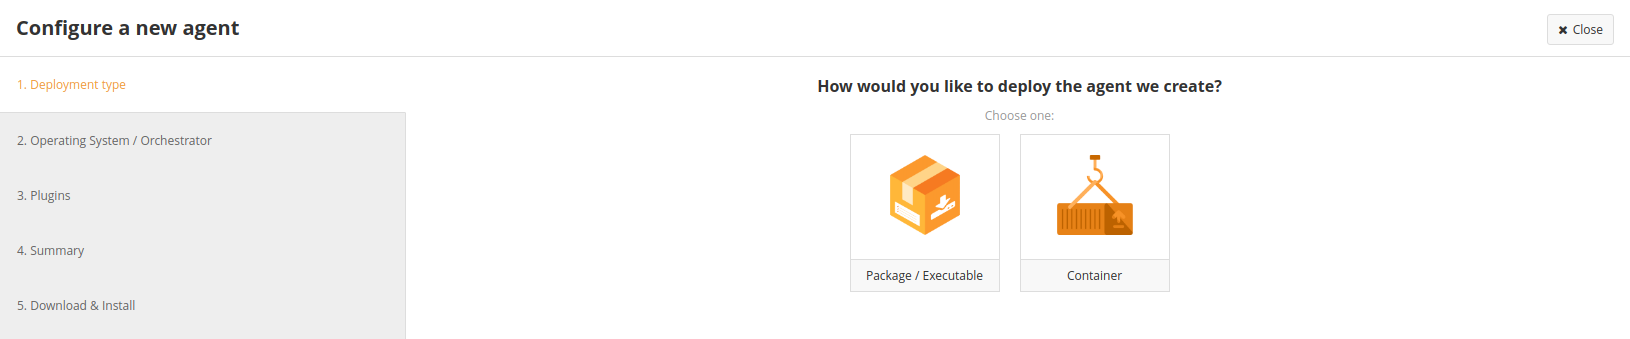 Configure a new agent
✖ Close
1. Deployment type
2. Operating System / Orchestrator
3. Plugins
4. Summary
5. Download & Install
How would you like to deploy the agent we create?
Choose one:
Package / Executable
Container